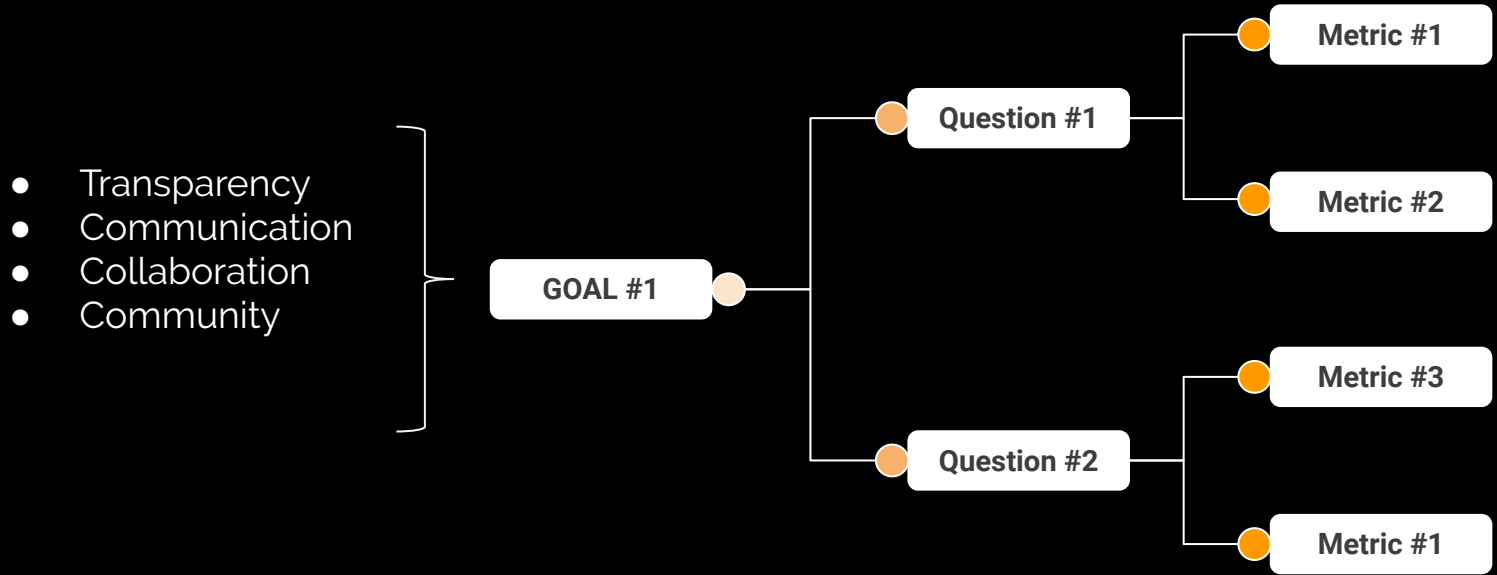 ● Transparency
● Communication
● Collaboration
● Community
GOAL #1
Question #1
Metric #1
Metric #2
Question #2
Metric #3
Metric #1